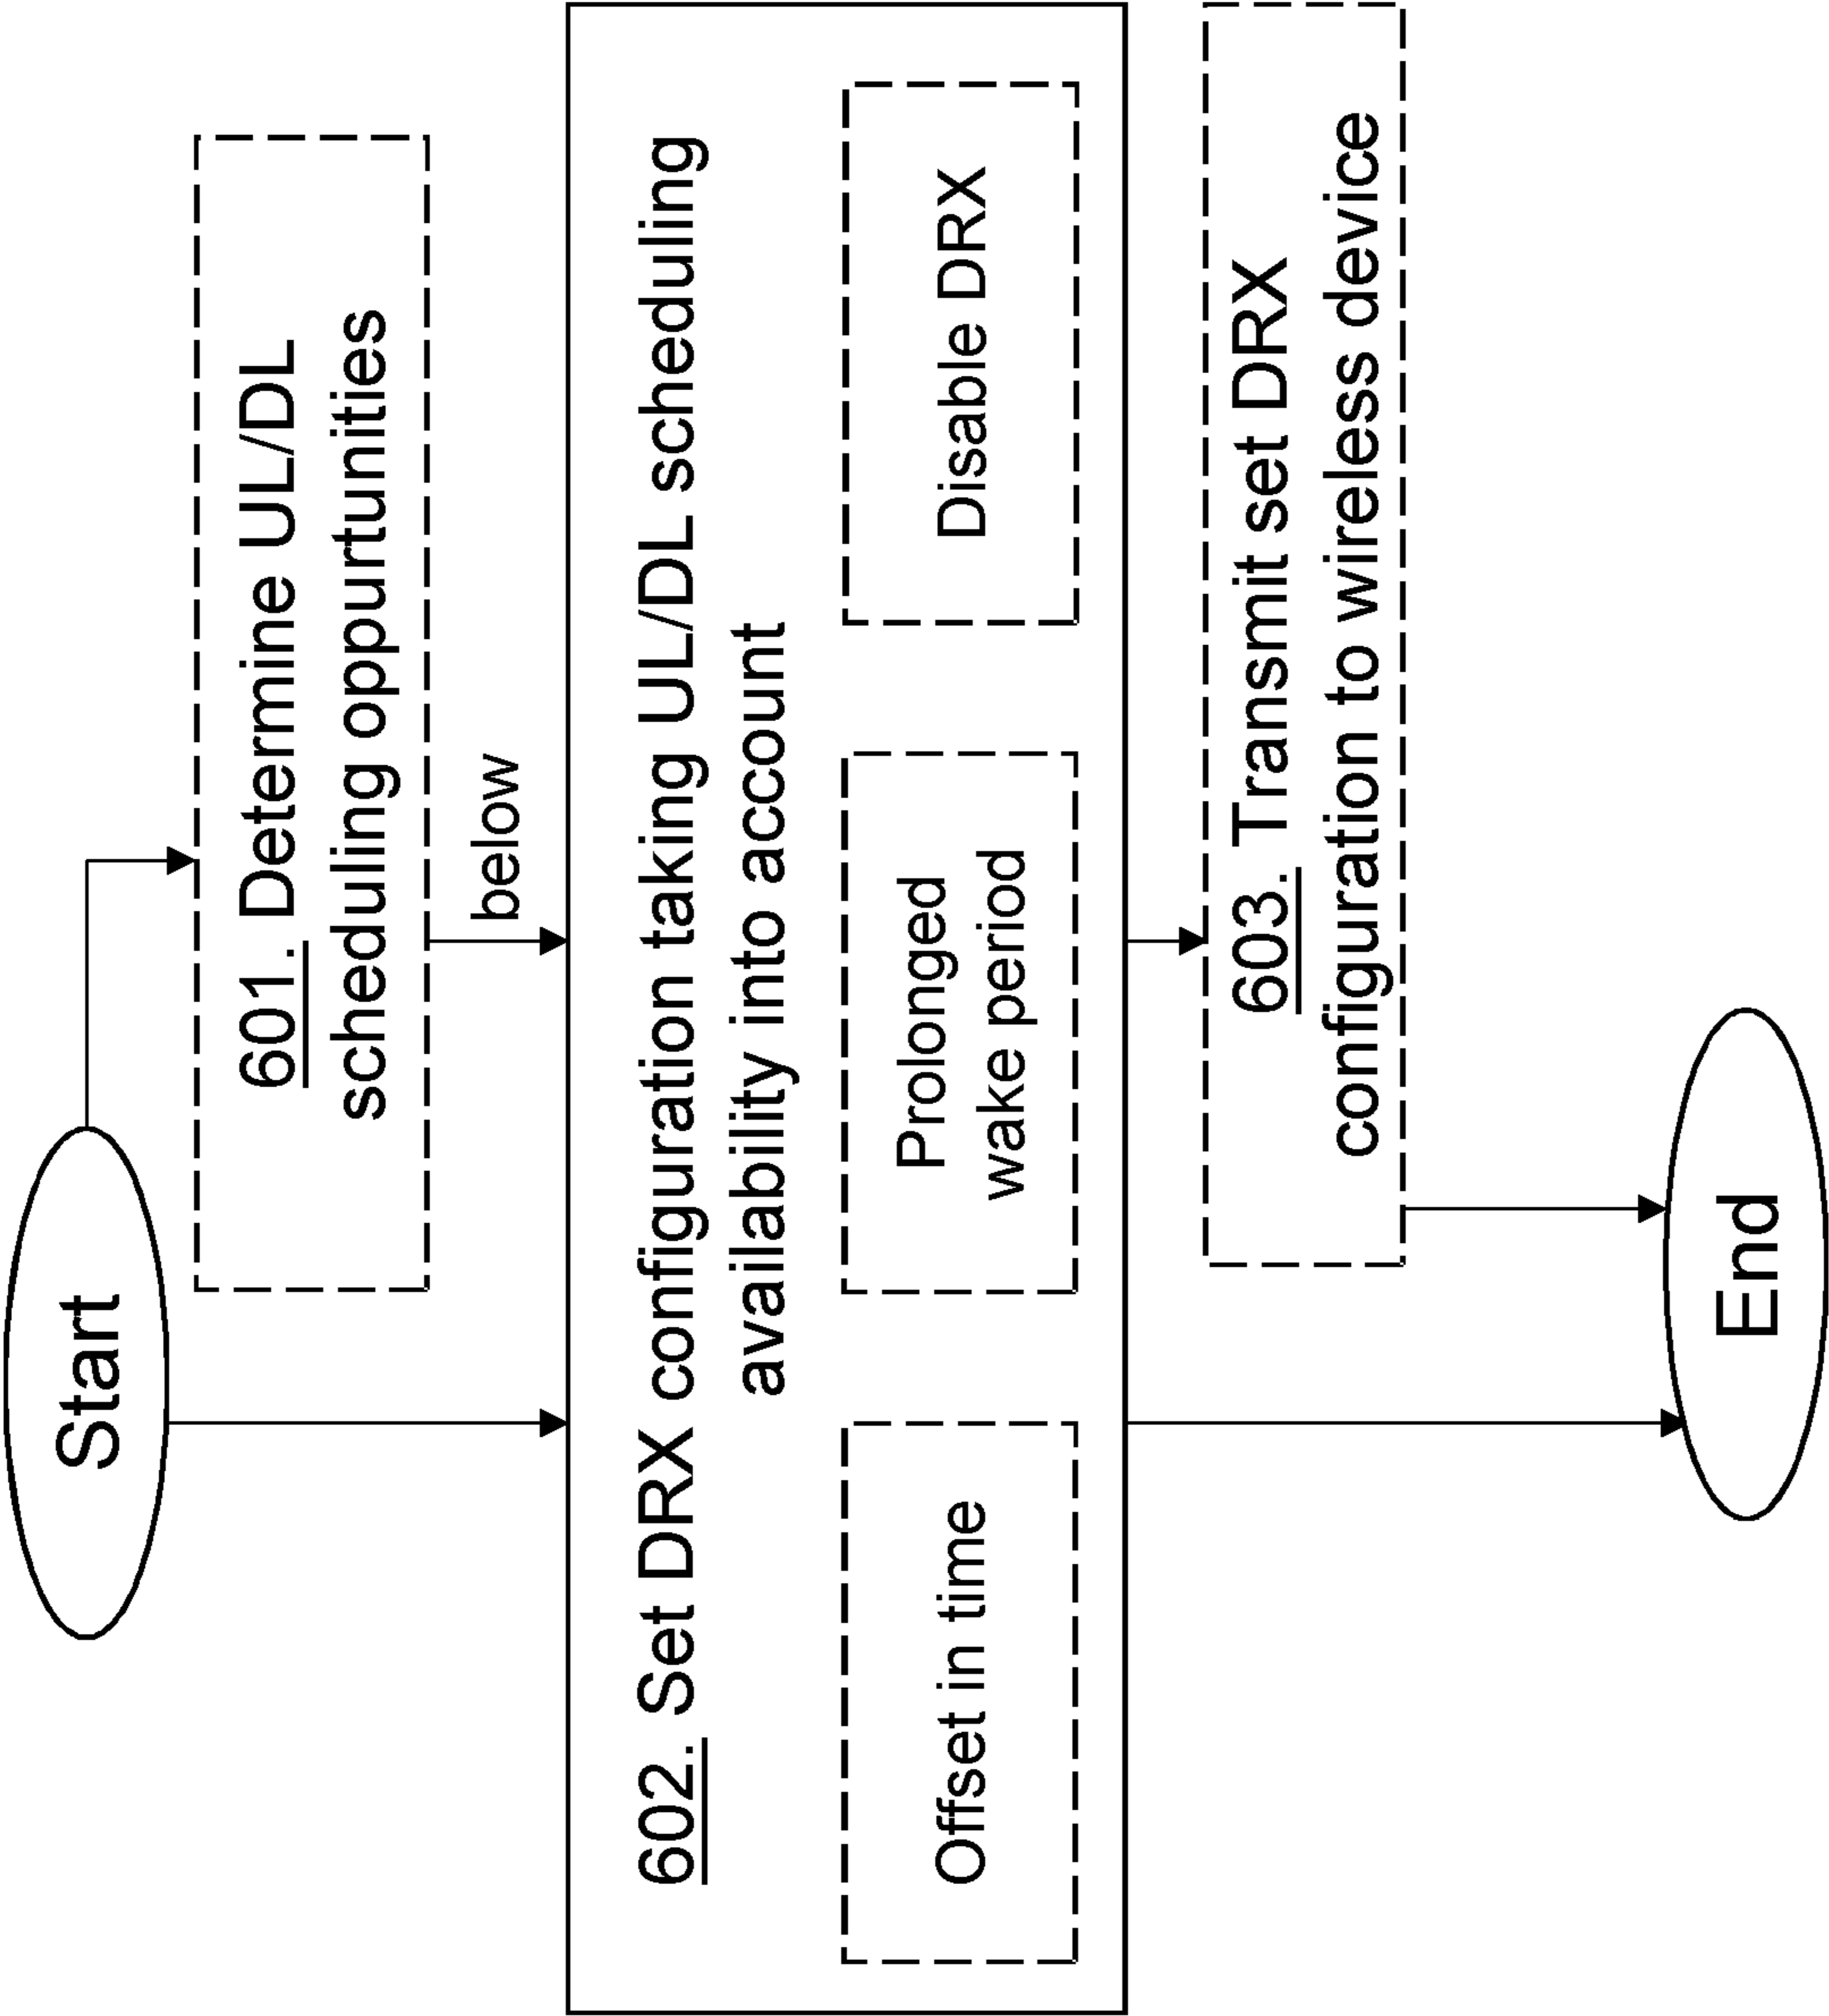 Start
601. Determine UL/DL
scheduling oppurtunities
below
602. Set DRX configuration taking UL/DL scheduling
availability into account
Offset in time
Prolonged
wake period
Disable DRX
603. Transmit set DRX
configuration to wireless device
End